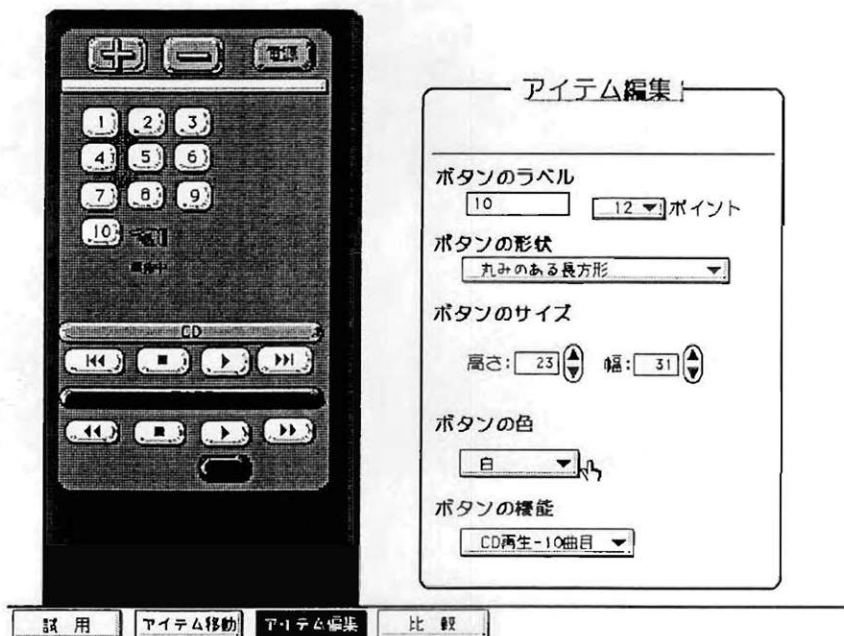 電源
1 2 3
4 5 6
7 8 9
10
CD
アイテム編集
ボタンのラベル
10 12 ポイント
ボタンの形状
丸みのある長方形
ボタンのサイズ
高さ: 23 幅: 31
ボタンの色
白
ボタンの機能
CD再生-10曲目
試用 アイテム移動 アイテム編集 比較